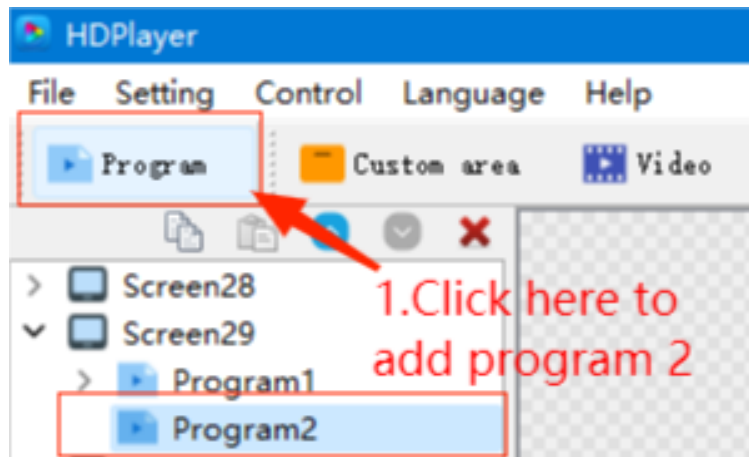 HDPlayer
File Setting Control Language Help
Program Custom area Video
Screen28
Screen29
Program1
Program2
1.Click here to
add program 2